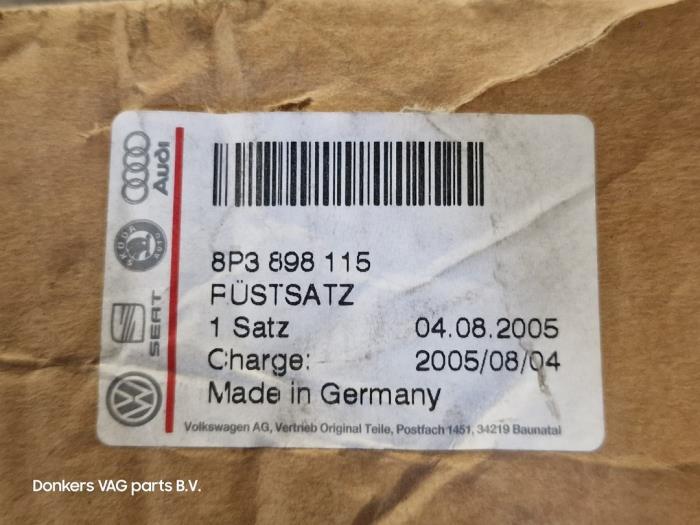 Audi
ŠKODA AUTO
SEAT
8P3 898 115
RÜSTSATZ
1 Satz 04.08.2005
Charge: 2005/08/04
Made in Germany
Volkswagen AG, Vertrieb Original Teile, Postfach 1451, 34219 Baunatal
Donkers VAG parts B.V.